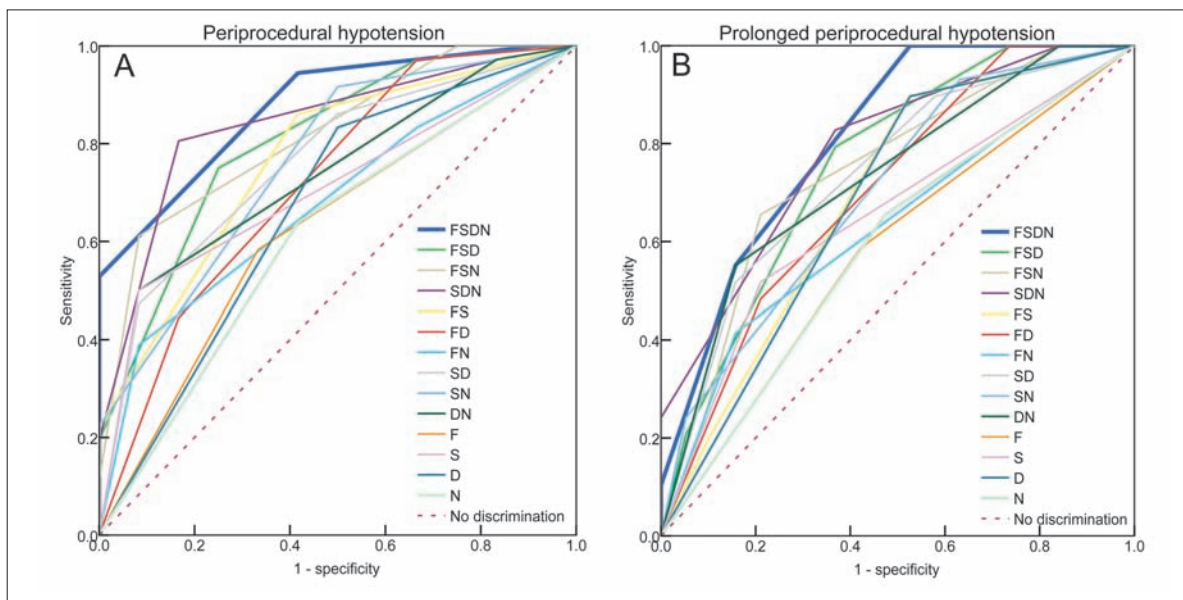 Periprocedural hypotension
A
1.0
0.8
0.6
0.4
0.2
0.0
Sensitivity
FSDN
FSD
FSN
SDN
FS
FD
FN
SD
SN
DN
F
S
D
N
No discrimination
0.0
0.2
0.4
0.6
0.8
1.0
1 - specificity
Prolonged periprocedural hypotension
B
1.0
0.8
0.6
0.4
0.2
0.0
Sensitivity
FSDN
FSD
FSN
SDN
FS
FD
FN
SD
SN
DN
F
S
D
N
No discrimination
0.0
0.2
0.4
0.6
0.8
1.0
1 - specificity